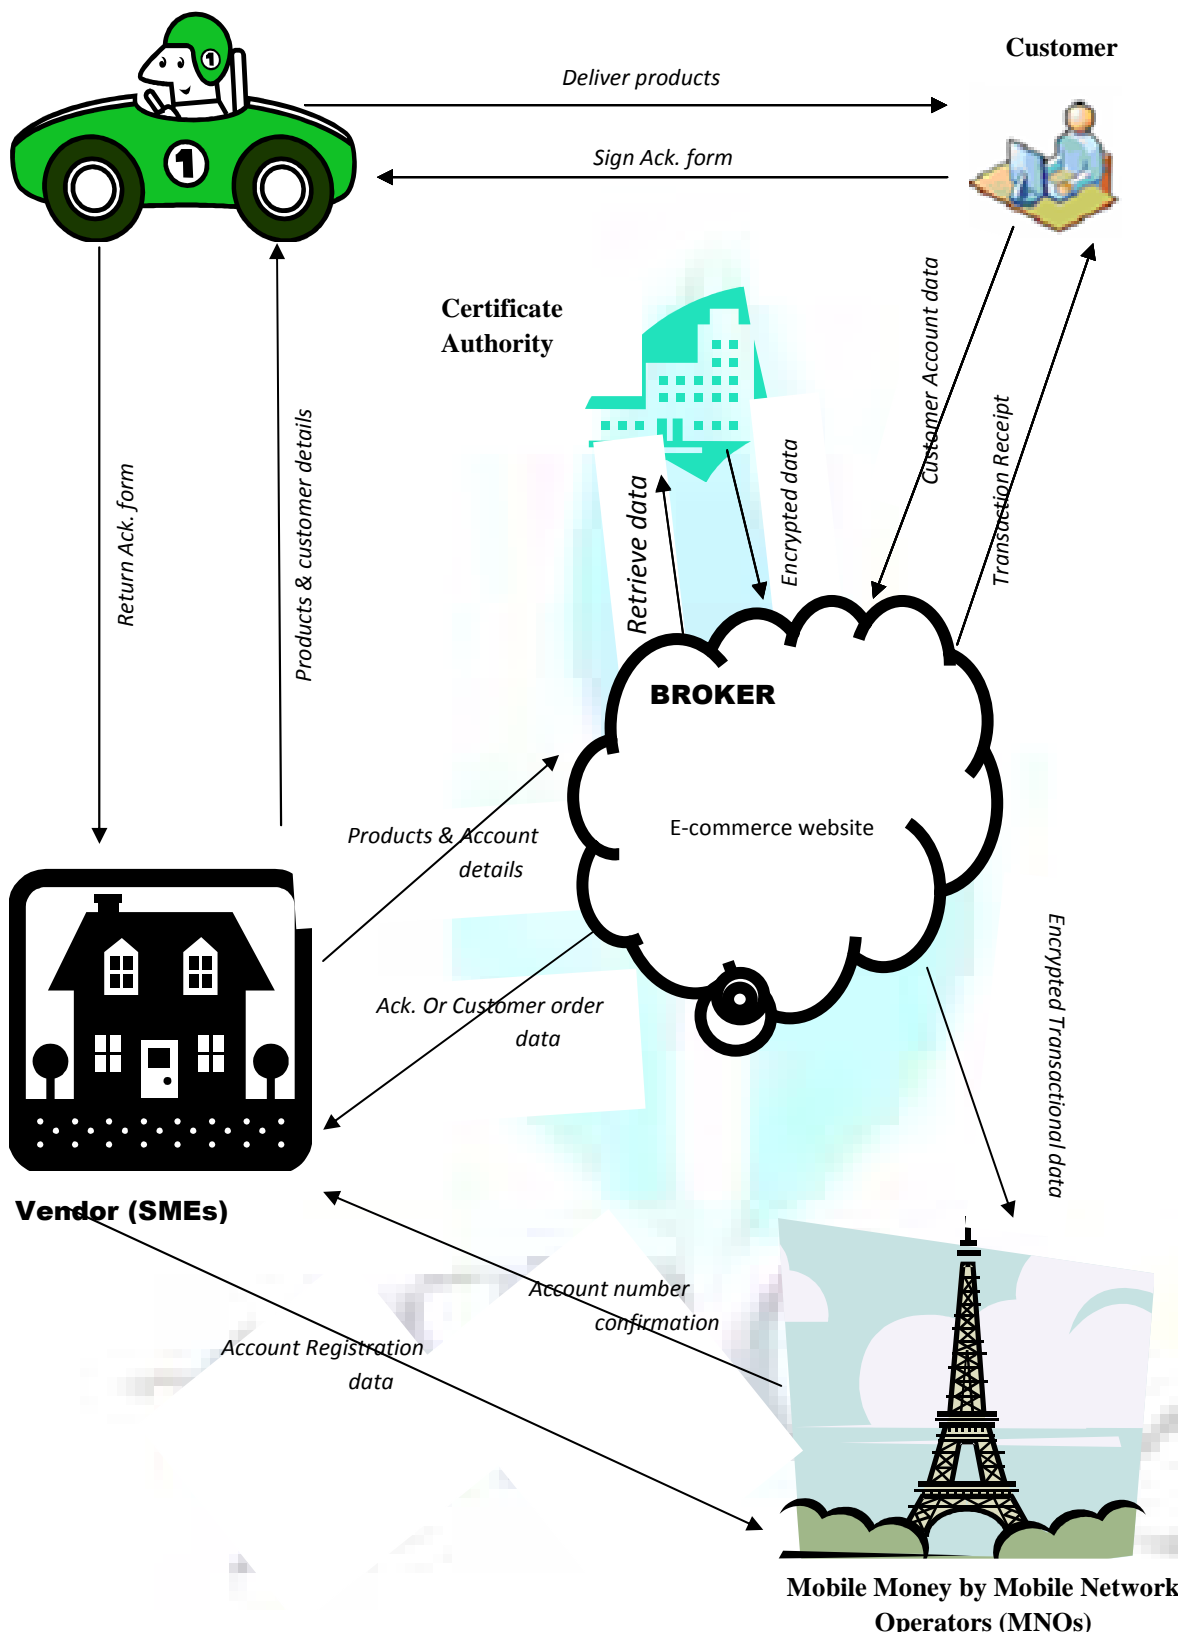 Customer
Deliver products
1
1
Sign Ack. form
Certificate
Authority
Customer Account data
Transaction Receipt
Encrypted data
Retrieve data
Products & customer details
Return Ack. form
BROKER
E-commerce website
Products & Account
details
Ack. Or Customer order
data
Encrypted Transactional data
Vendor (SMEs)
Account number
confirmation
Account Registration
data
Mobile Money by Mobile Network
Operators (MNOs)